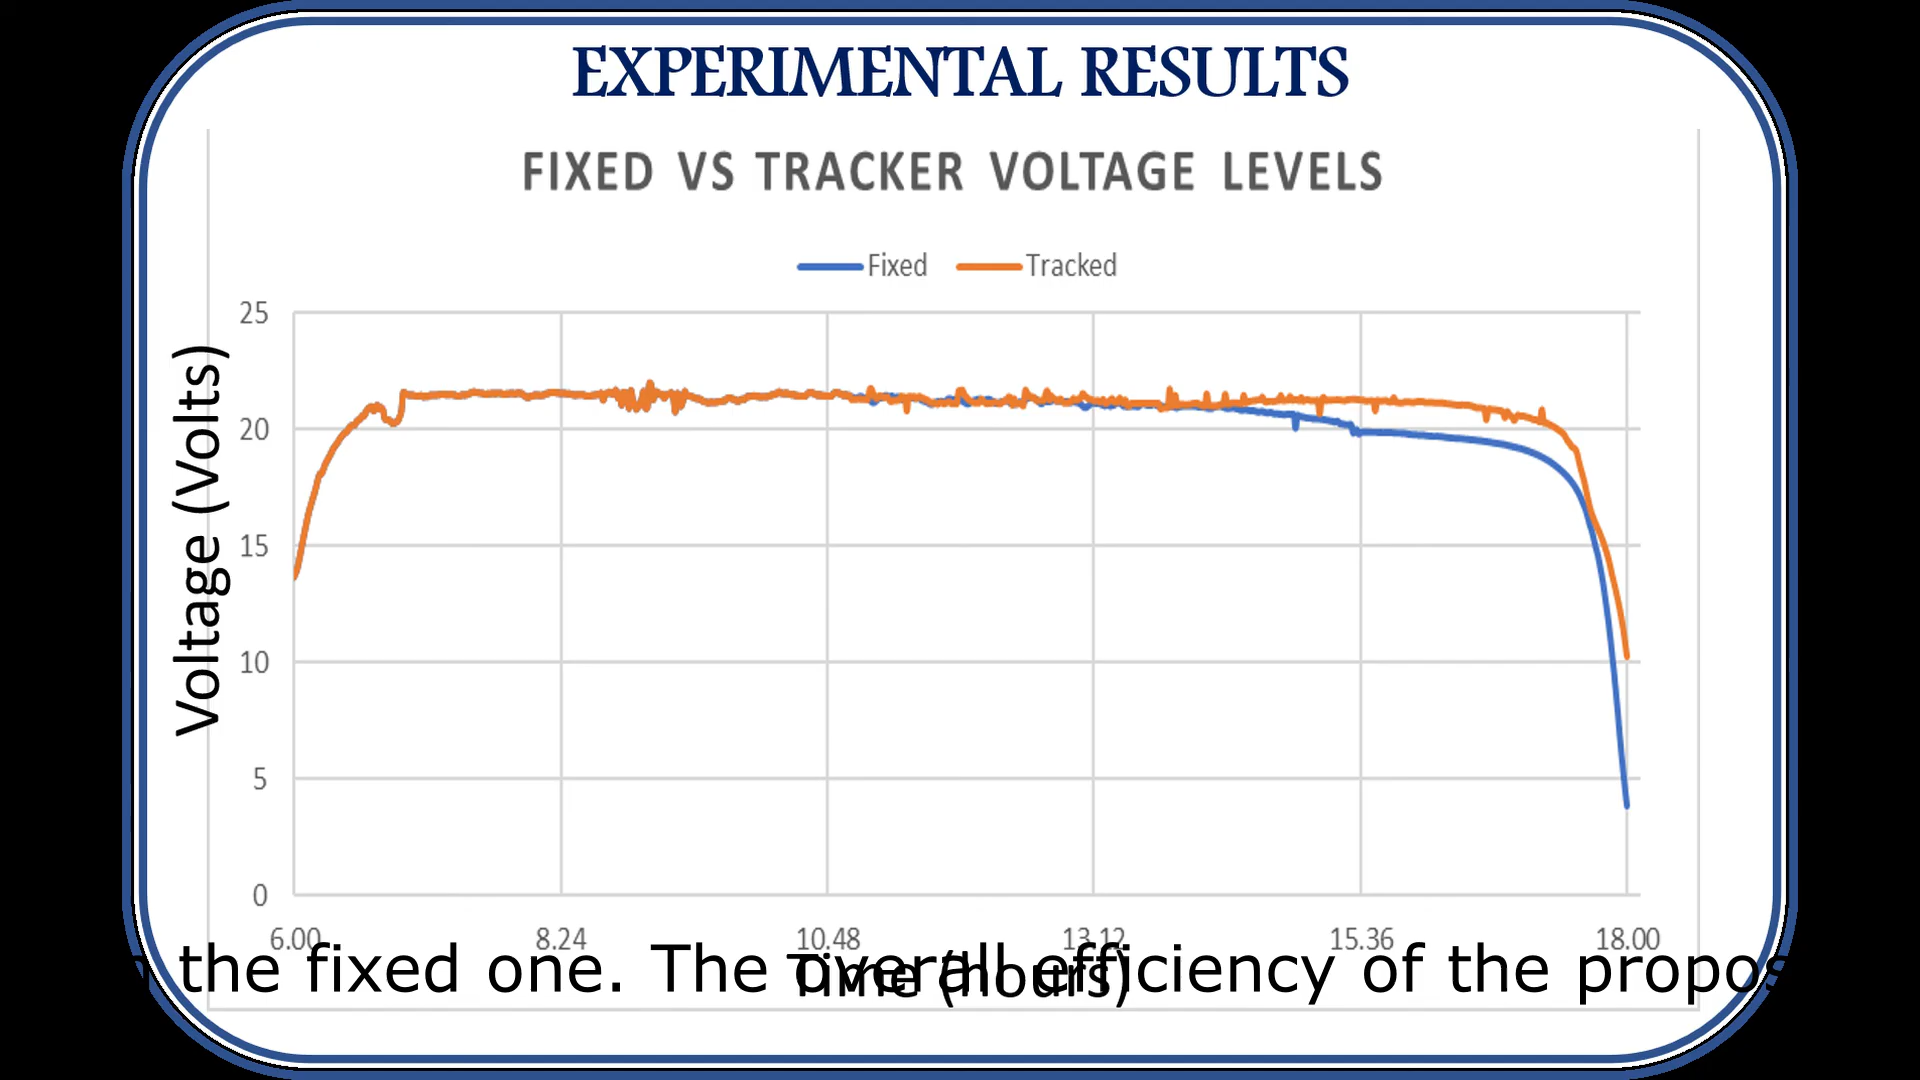 EXPERIMENTAL RESULTS
FIXED VS TRACKER VOLTAGE LEVELS
Fixed Tracked
Voltage (Volts)
25
20
15
10
5
0
6.00 8.24 10.48 13.12 15.36 18.00
the fixed one. The overall efficiency of the propos
Time (hours)